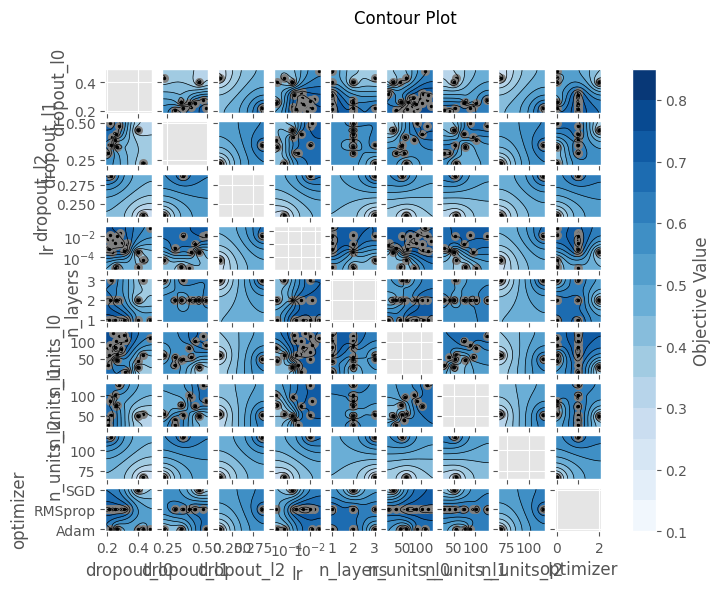 Contour Plot
dropout_l0
0.4
0.2
dropout_l1
0.50
0.25
dropout_l2
0.275
0.250
lr
10⁻²
10⁻⁴
n_layers
3
2
1
n_units_l0
100
50
n_units_l1
100
50
n_units_l2
100
75
optimizer
SGD
RMSprop
Adam
0.2 0.4 0.25 0.50 0.250 0.275 10⁻⁴ 10⁻² 1 2 3 50 100 50 100 75 100 0 2
dropout_l0 dropout_l1 dropout_l2 lr n_layers n_units_l0 n_units_l1 n_units_l2 optimizer
0.8
0.7
0.6
0.5
0.4
0.3
0.2
0.1
Objective Value